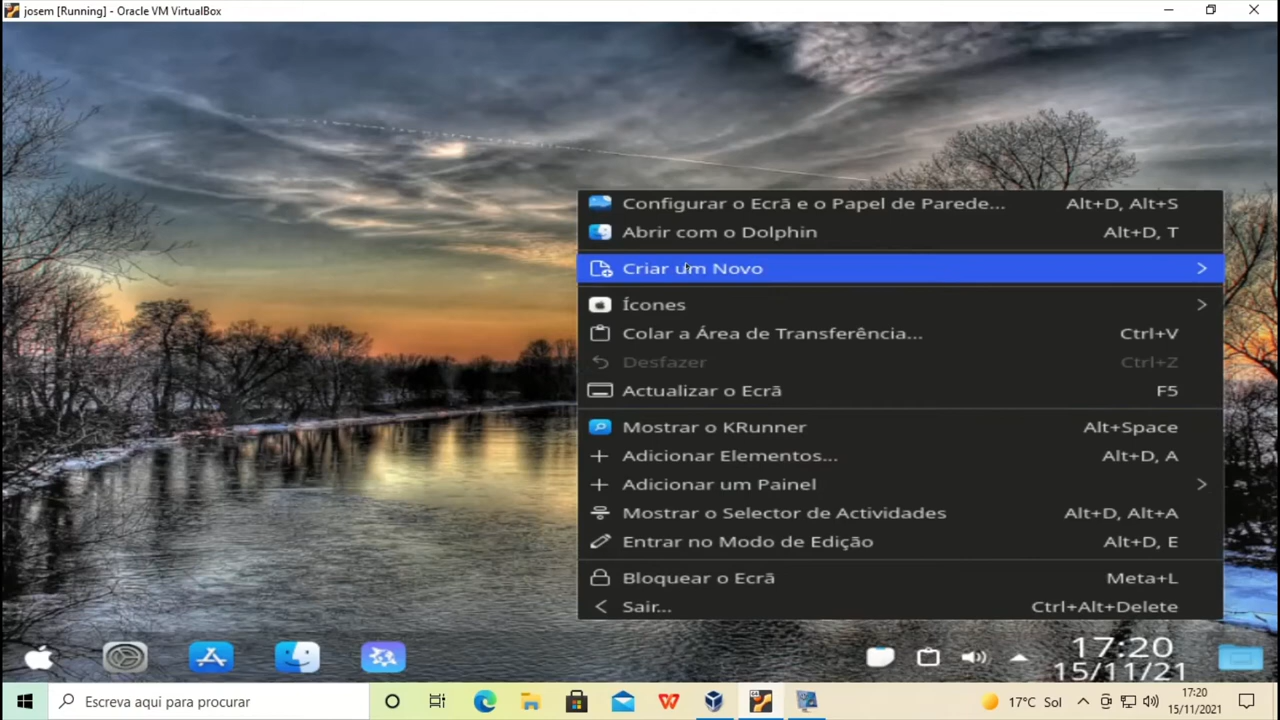 josem [Running] - Oracle VM VirtualBox
Configurar o Ecrã e o Papel de Parede... Alt+D, Alt+S
Abrir com o Dolphin Alt+D, T
Criar um Novo
Ícones
Colar a Área de Transferência... Ctrl+V
Desfazer Ctrl+Z
Actualizar o Ecrã F5
Mostrar o KRunner Alt+Space
Adicionar Elementos... Alt+D, A
Adicionar um Painel
Mostrar o Selector de Actividades Alt+D, Alt+A
Entrar no Modo de Edição Alt+D, E
Bloquear o Ecrã Meta+L
Sair... Ctrl+Alt+Delete
17:20
15/11/21
Escreva aqui para procurar
17°C Sol
17:20
15/11/2021